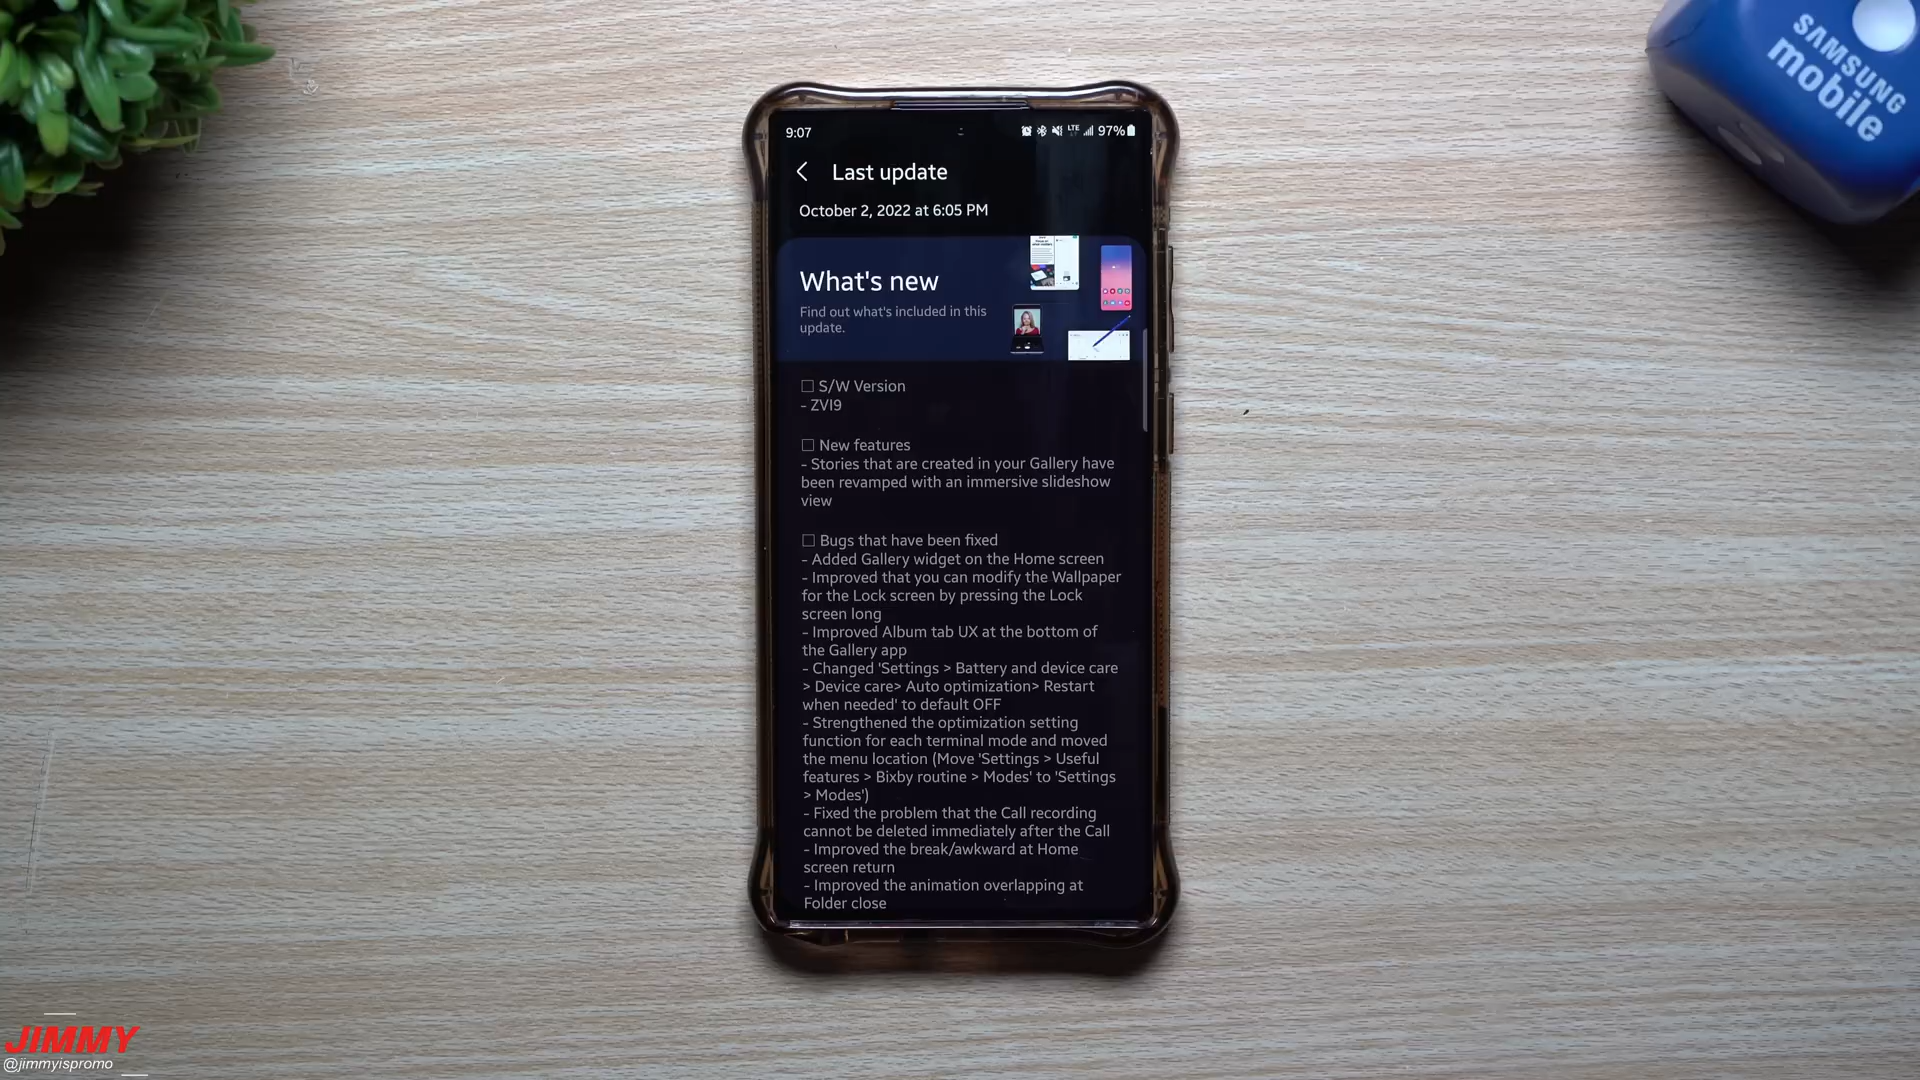 SAMSUNG
mobile
9:07
LTE
97%
Last update
October 2, 2022 at 6:05 PM
What's new
Find out what's included in this
update.
☐ S/W Version
- ZVI9
☐ New features
- Stories that are created in your Gallery have
been revamped with an immersive slideshow
view
☐ Bugs that have been fixed
- Added Gallery widget on the Home screen
- Improved that you can modify the Wallpaper
for the Lock screen by pressing the Lock
screen long
- Improved Album tab UX at the bottom of
the Gallery app
- Changed 'Settings > Battery and device care
> Device care> Auto optimization> Restart
when needed' to default OFF
- Strengthened the optimization setting
function for each terminal mode and moved
the menu location (Move 'Settings > Useful
features > Bixby routine > Modes' to 'Settings
> Modes')
- Fixed the problem that the Call recording
cannot be deleted immediately after the Call
- Improved the break/awkward at Home
screen return
- Improved the animation overlapping at
Folder close
JIMMY
@jimmyispromo